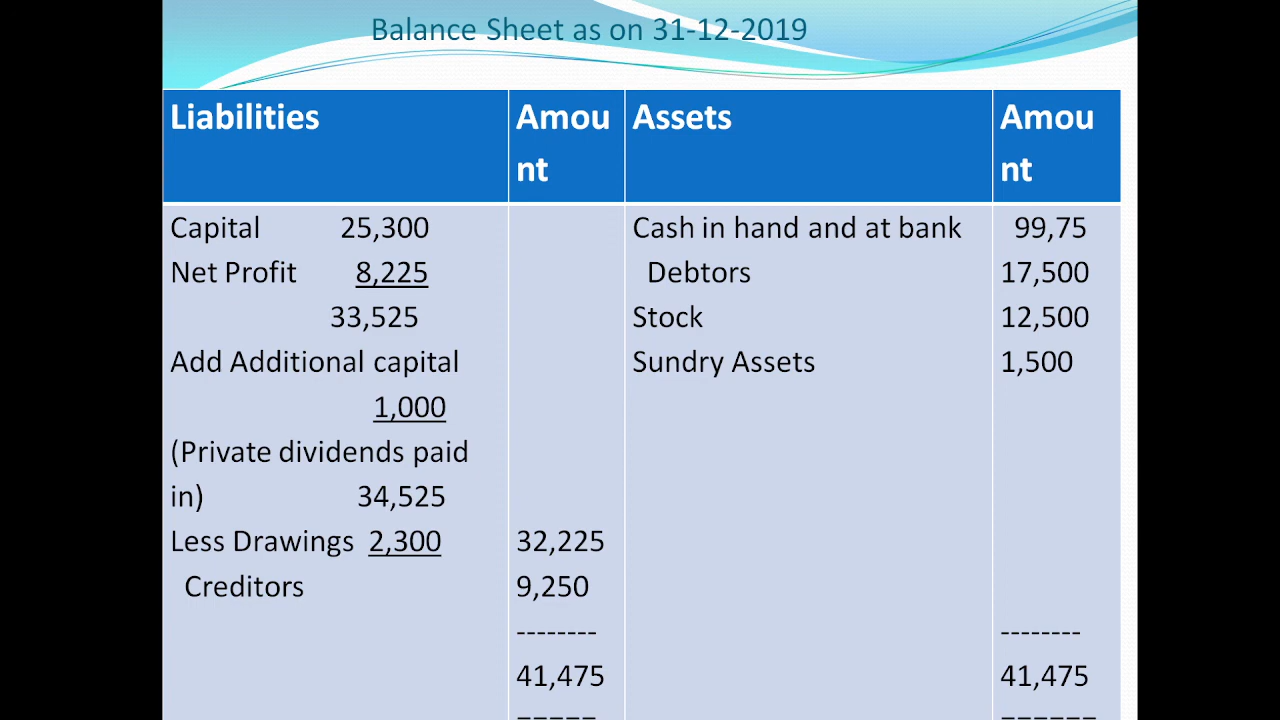 Balance Sheet as on 31-12-2019
Liabilities Amou Assets Amou
nt nt
Capital 25,300 Cash in hand and at bank 99,75
Net Profit 8,225 Debtors 17,500
33,525 Stock 12,500
Add Additional capital Sundry Assets 1,500
1,000
(Private dividends paid
in) 34,525
Less Drawings 2,300 32,225
Creditors 9,250
-------- --------
41,475 41,475
===== ======